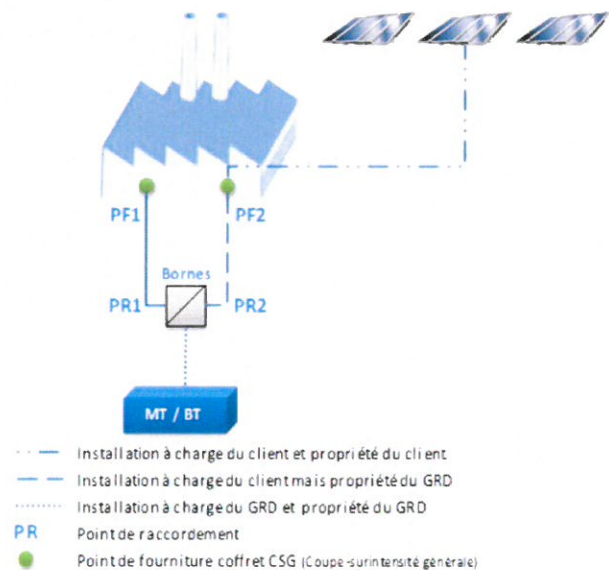 PF1 PF2
Bornes
PR1 PR2
MT / BT
Installation à charge du client et propriété du client
Installation à charge du client mais propriété du GRD
Installation à charge du GRD et propriété du GRD
PR Point de raccordement
Point de fourniture coffret CSG (Coupe-surintensité générale)